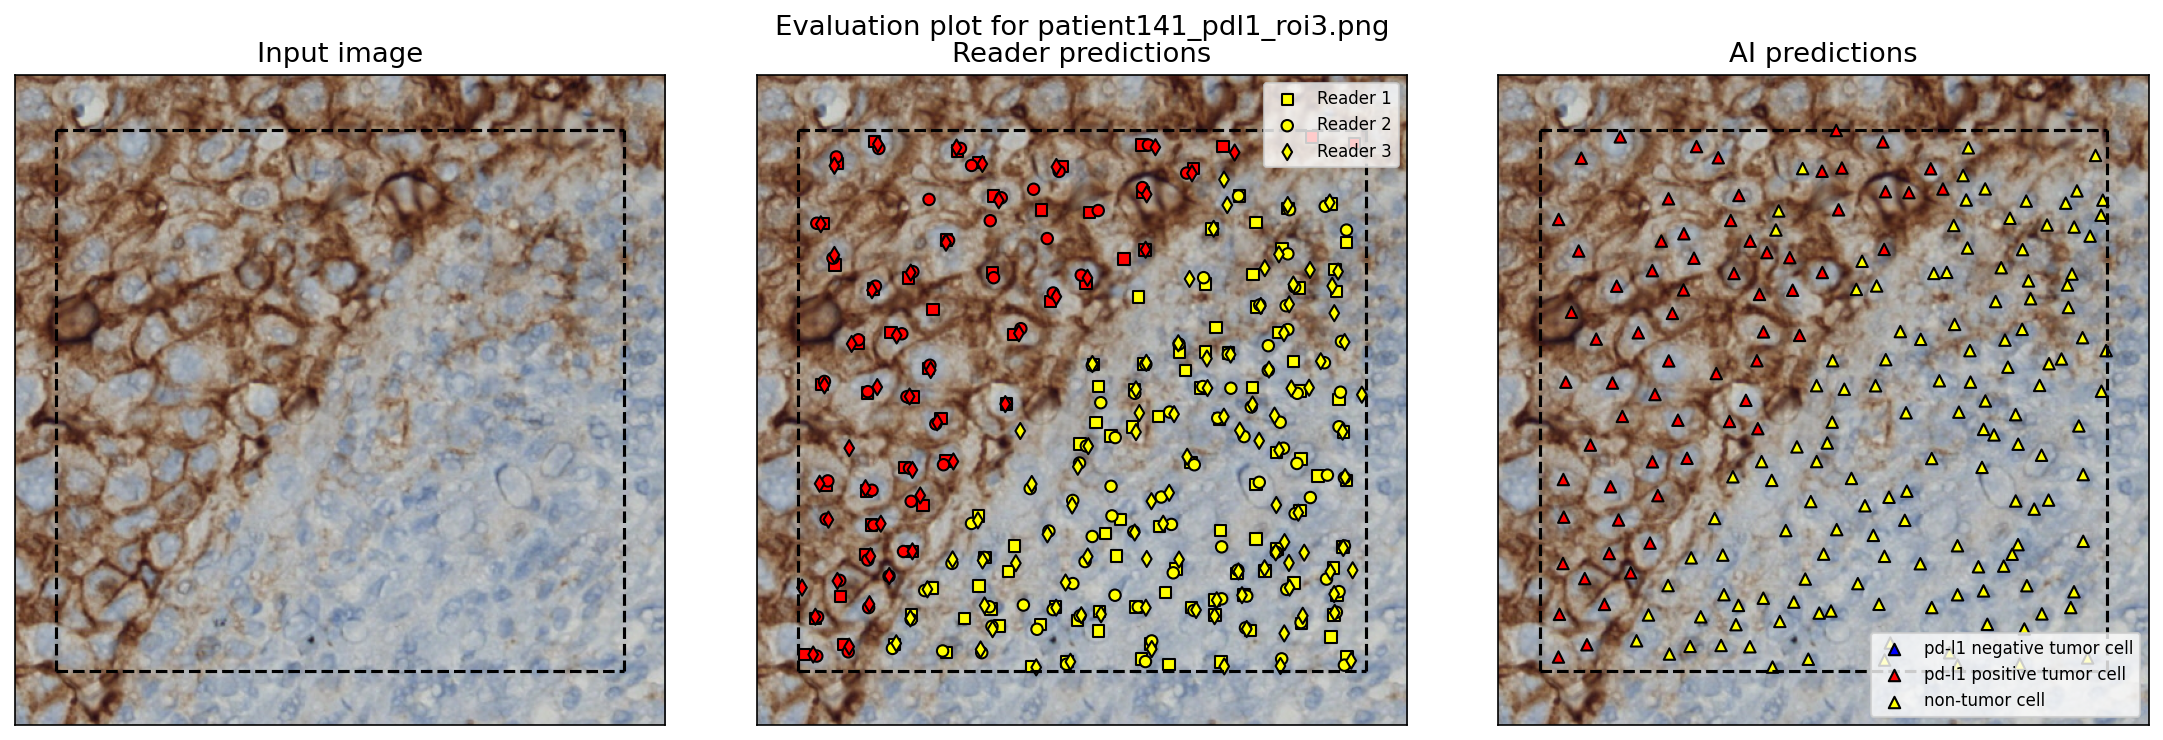 Evaluation plot for patient141_pdl1_roi3.png
Input image
Reader predictions
AI predictions
Reader 1
Reader 2
Reader 3
pd-l1 negative tumor cell
pd-l1 positive tumor cell
non-tumor cell